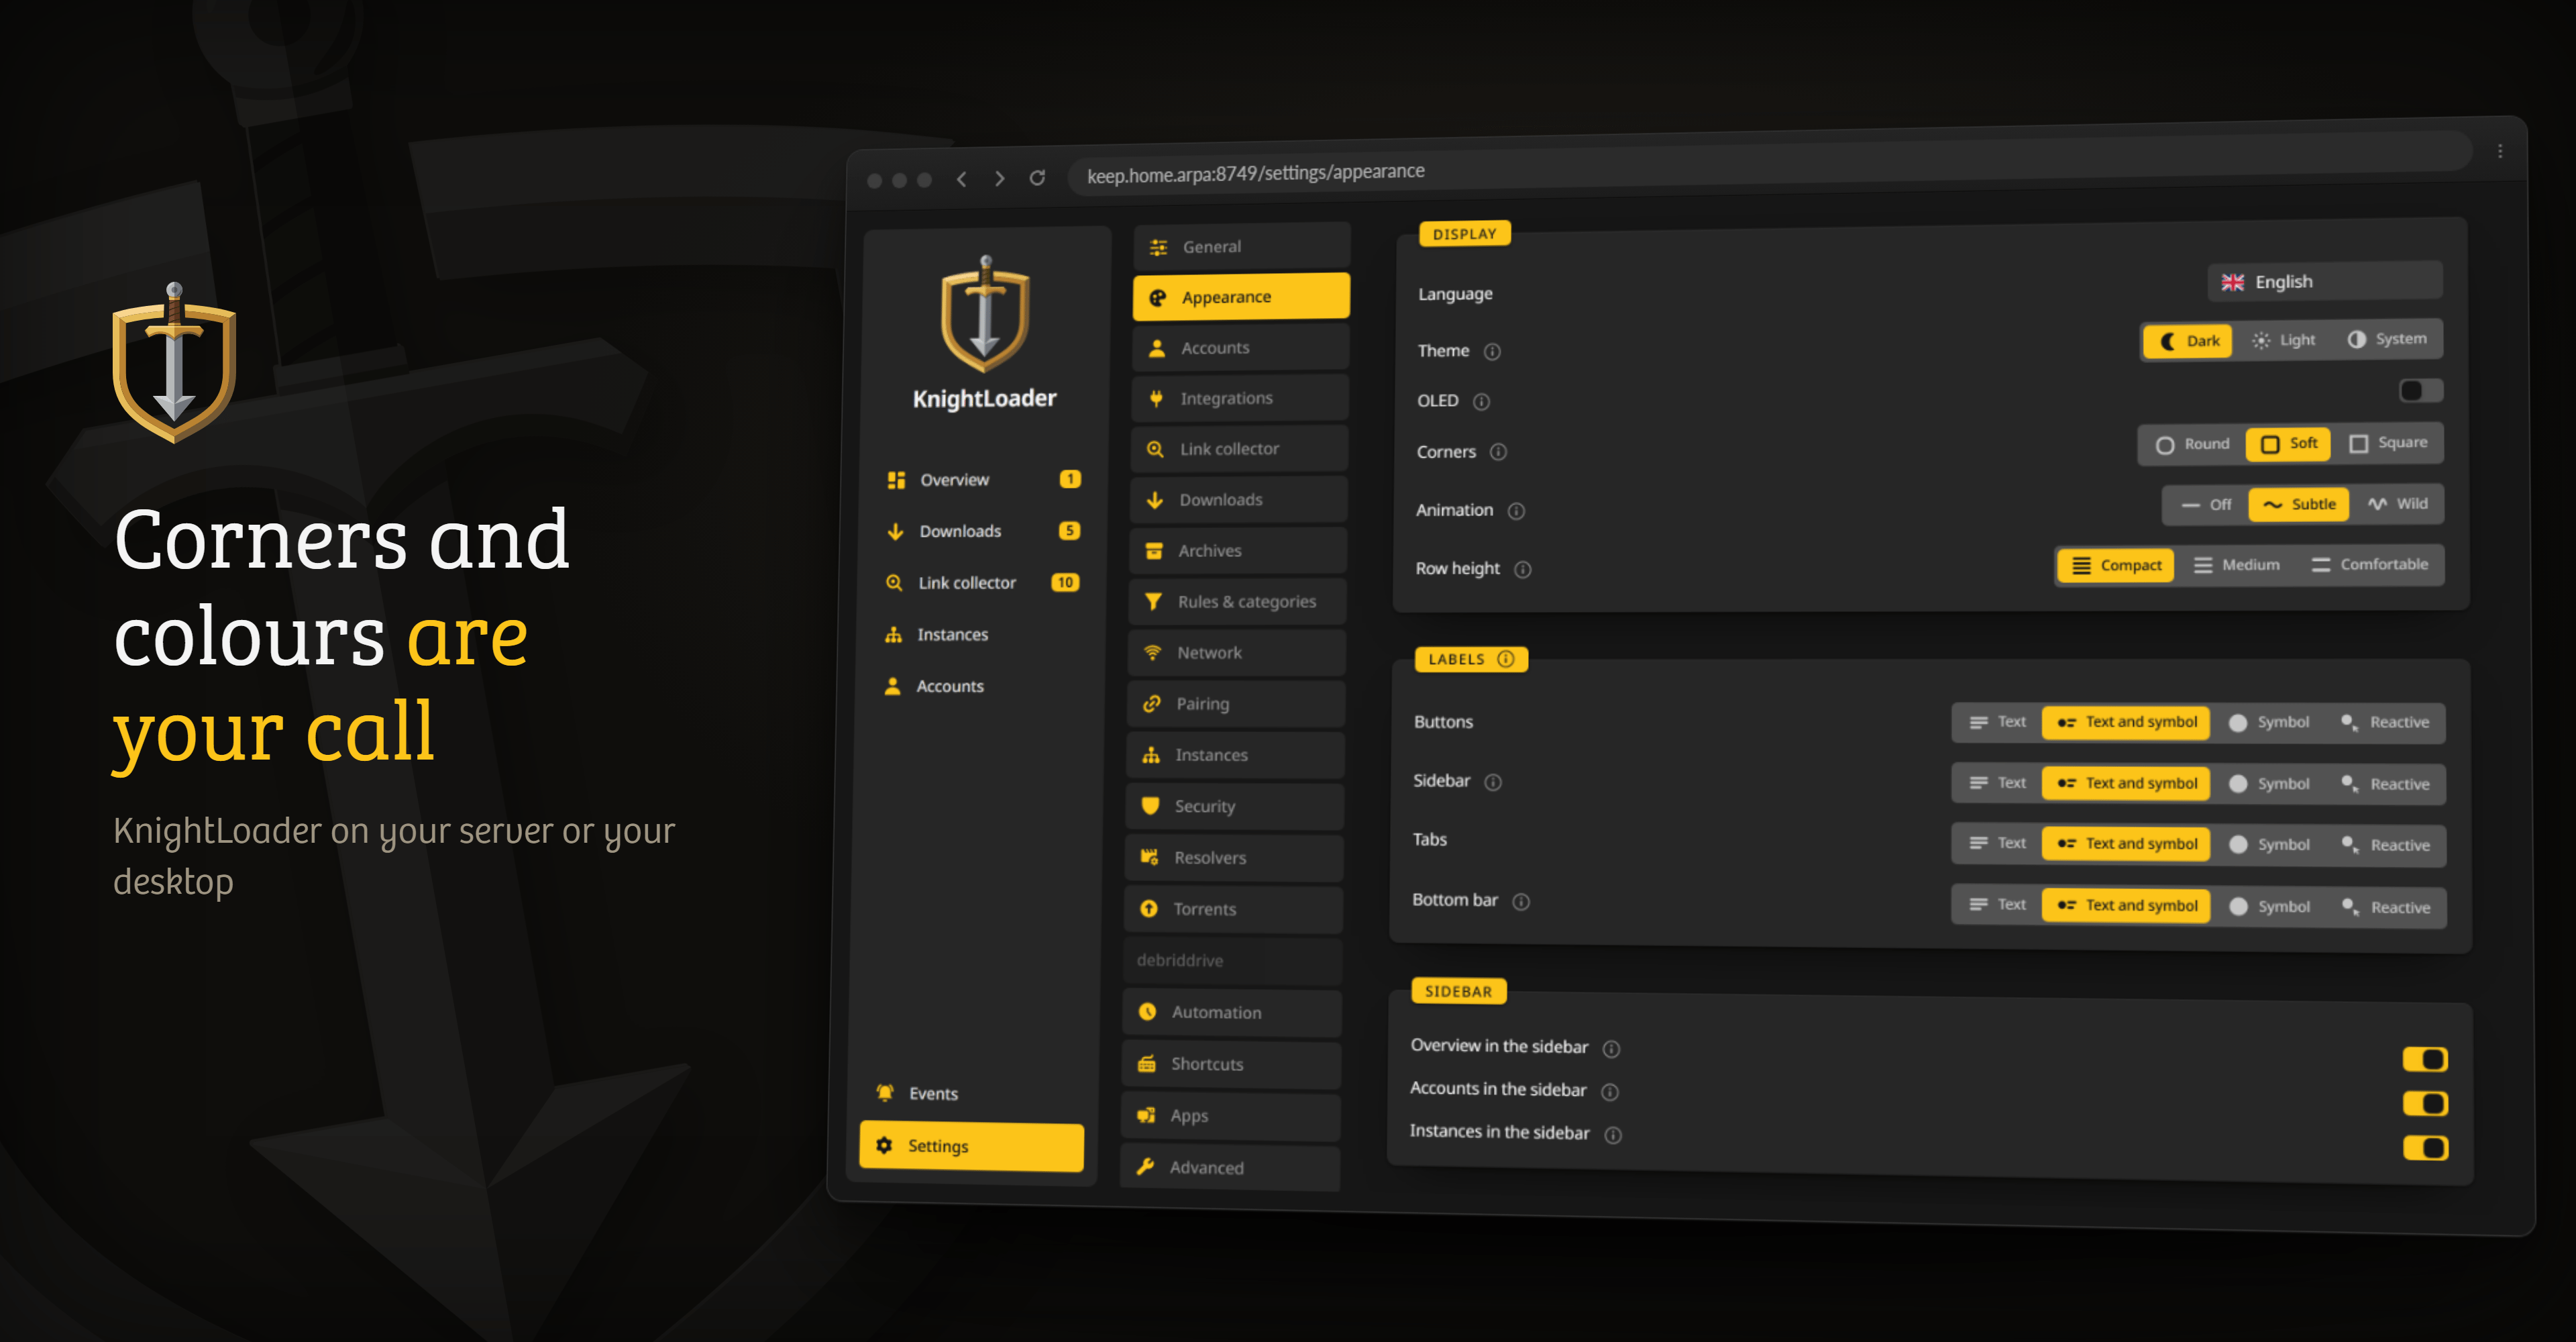 Corners and
colours are
your call
KnightLoader on your server or your
desktop
keep.home.arpa:8749/settings/appearance
KnightLoader
Overview 1
Downloads 5
Link collector 10
Instances
Accounts
Events
Settings
General
Appearance
Accounts
Integrations
Link collector
Downloads
Archives
Rules & categories
Network
Pairing
Instances
Security
Resolvers
Torrents
debriddrive
Automation
Shortcuts
Apps
Advanced
DISPLAY
Language English
Theme Dark Light System
OLED
Corners Round Soft Square
Animation Off Subtle Wild
Row height Compact Medium Comfortable
LABELS
Buttons Text Text and symbol Symbol Reactive
Sidebar Text Text and symbol Symbol Reactive
Tabs Text Text and symbol Symbol Reactive
Bottom bar Text Text and symbol Symbol Reactive
SIDEBAR
Overview in the sidebar
Accounts in the sidebar
Instances in the sidebar